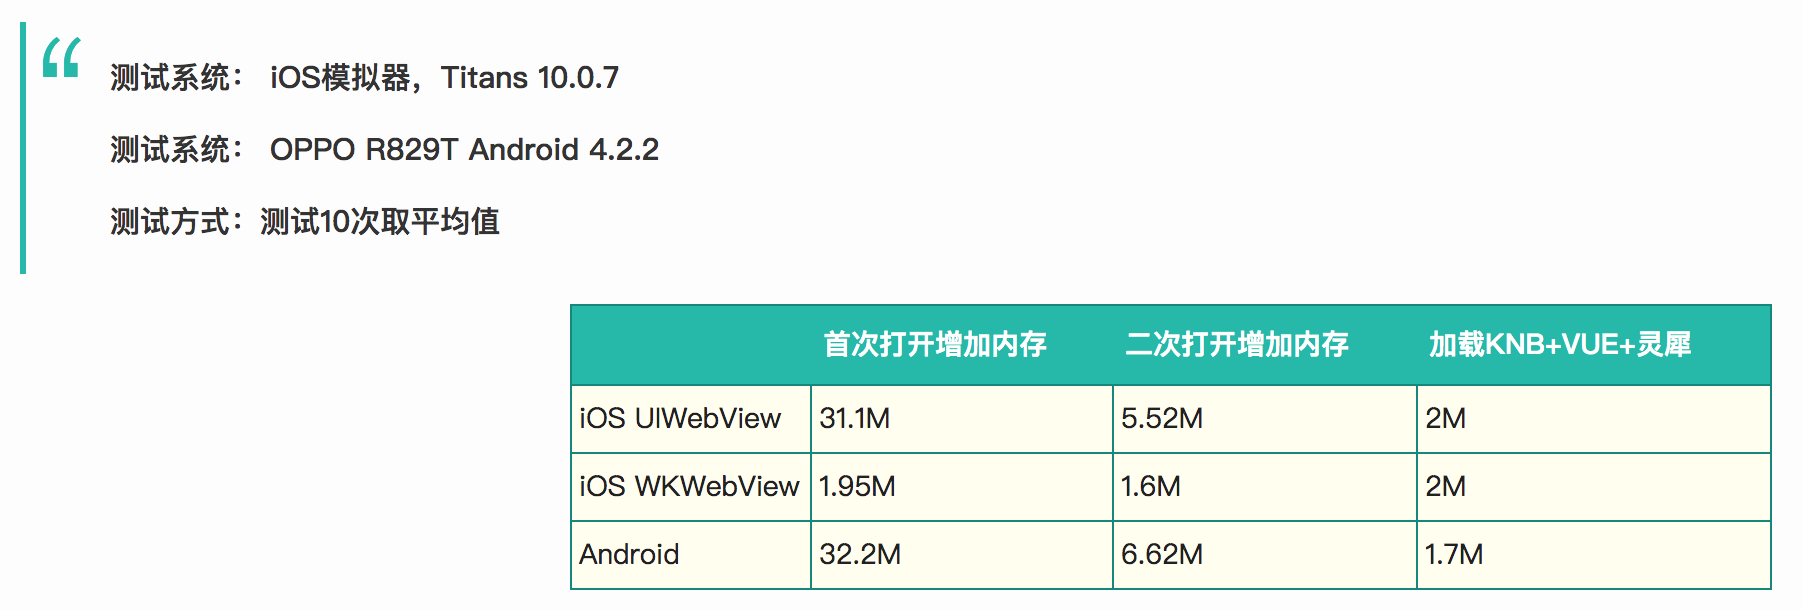 “
测试系统： iOS模拟器，Titans 10.0.7
测试系统： OPPO R829T Android 4.2.2
测试方式：测试10次取平均值
首次打开增加内存 二次打开增加内存 加载KNB+VUE+灵犀
iOS UIWebView 31.1M 5.52M 2M
iOS WKWebView 1.95M 1.6M 2M
Android 32.2M 6.62M 1.7M